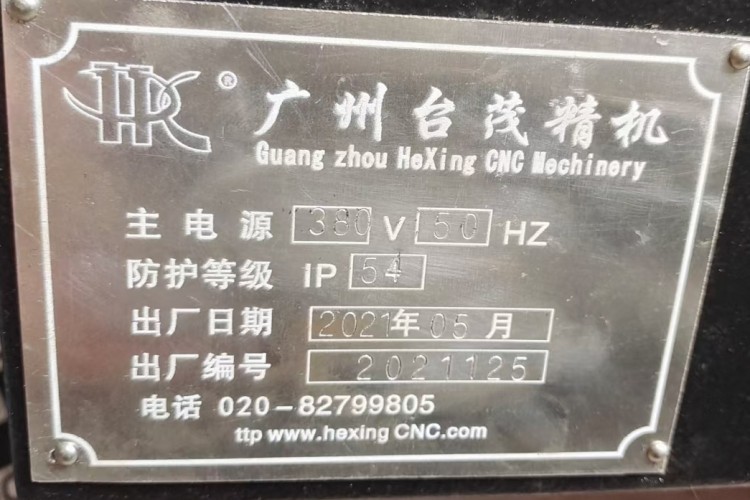 ® 广州台茂精机
Guang zhou HeXing CNC Mechinery
主电源 380 V 50 HZ
防护等级 IP 54
出厂日期 2021年05月
出厂编号 2021125
电话 020-82799805
ttp www.hexing CNC.com